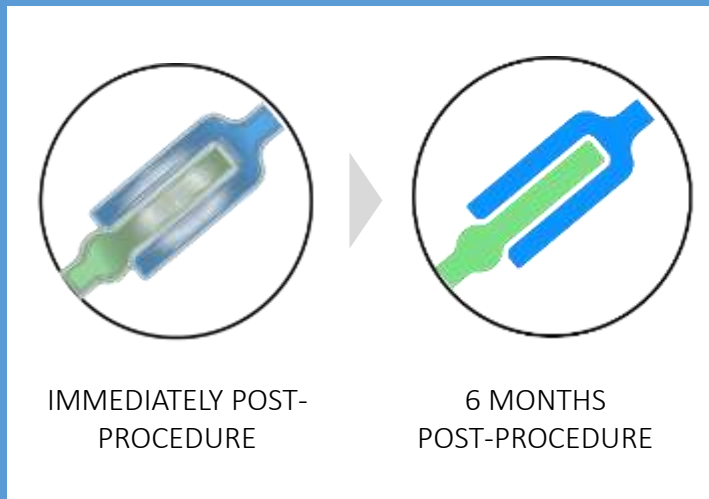 IMMEDIATELY POST-
PROCEDURE
6 MONTHS
POST-PROCEDURE